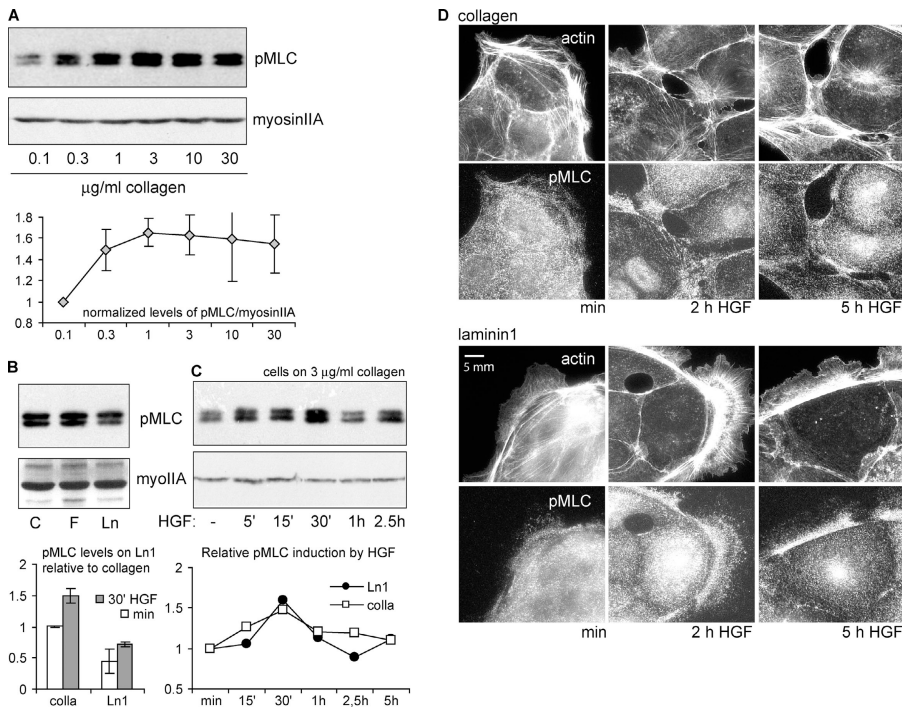 A
pMLC
myosinIIA
0.1 0.3 1 3 10 30
µg/ml collagen
1.8
1.6
1.4
1.2
1
0.8
normalized levels of pMLC/myosinIIA
0.1 0.3 1 3 10 30
B
C
cells on 3 µg/ml collagen
pMLC
myoIIA
C F Ln
HGF: - 5' 15' 30' 1h 2.5h
pMLC levels on Ln1
relative to collagen
2
1.5
1
0.5
0
30' HGF
min
colla Ln1
Relative pMLC induction by HGF
2
1.5
1
0.5
Ln1
colla
min 15' 30' 1h 2,5h 5h
D
collagen
actin
pMLC
min 2 h HGF 5 h HGF
laminin1
actin
5 mm
pMLC
min 2 h HGF 5 h HGF